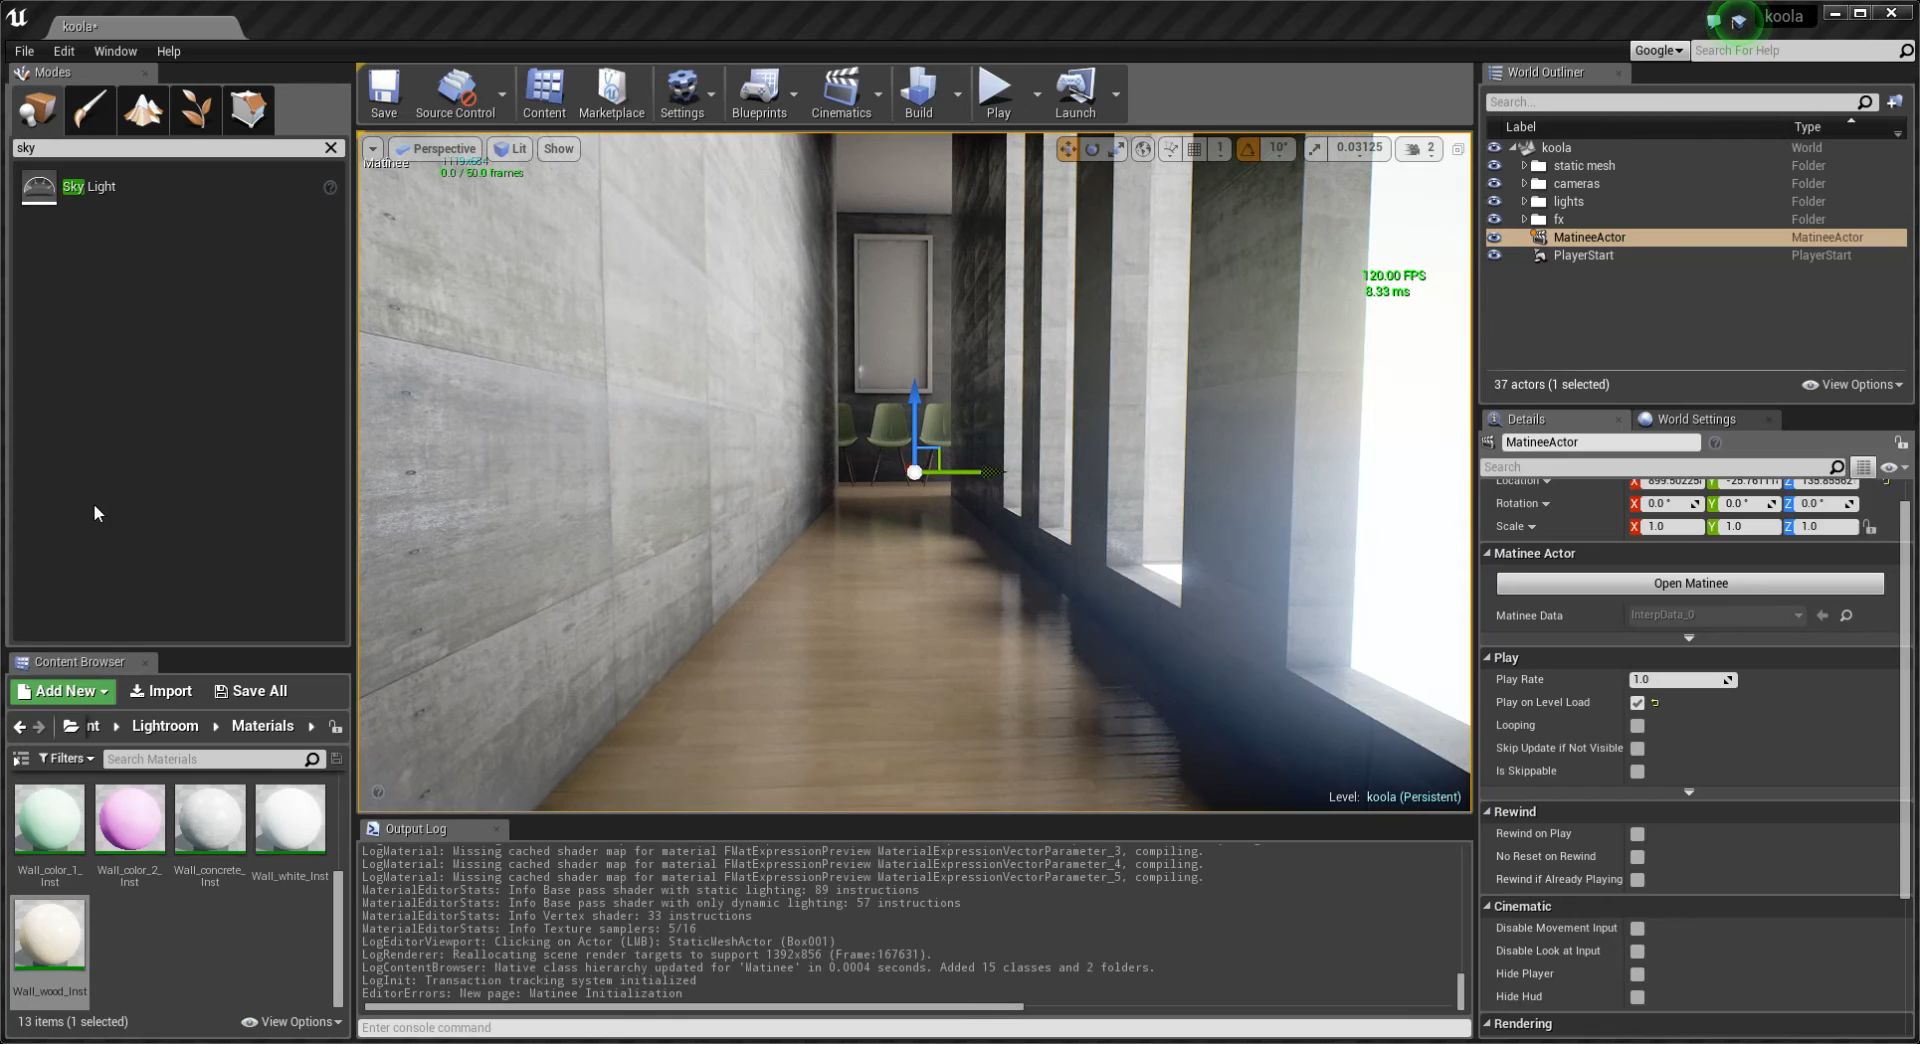 koola*
koola
File Edit Window Help
Google
Search For Help
Modes
sky
Sky Light
Save
Source Control
Content
Marketplace
Settings
Blueprints
Cinematics
Build
Play
Launch
Perspective
Lit
Show
Matinee
1119x684
0.0 / 50.0 frames
1
10°
0.03125
2
120.00 FPS
8.33 ms
Level: koola (Persistent)
World Outliner
Search...
Label Type
koola World
static mesh Folder
cameras Folder
lights Folder
fx Folder
MatineeActor MatineeActor
PlayerStart PlayerStart
37 actors (1 selected)
View Options
Details
World Settings
MatineeActor
Search
Location X 899.50225 Y Z 135.85562
Rotation X 0.0 ° Y 0.0 ° Z 0.0 °
Scale X 1.0 Y 1.0 Z 1.0
Matinee Actor
Open Matinee
Matinee Data InterpData_0
Play
Play Rate 1.0
Play on Level Load
Looping
Skip Update if Not Visible
Is Skippable
Rewind
Rewind on Play
No Reset on Rewind
Rewind if Already Playing
Cinematic
Disable Movement Input
Disable Look at Input
Hide Player
Hide Hud
Rendering
Content Browser
Add New
Import
Save All
nt
Lightroom
Materials
Filters
Search Materials
Wall_color_1_
Inst
Wall_color_2_
Inst
Wall_concrete_
Inst
Wall_white_Inst
Wall_wood_Inst
13 items (1 selected)
View Options
Output Log
LogMaterial: Missing cached shader map for material FMatExpressionPreview MaterialExpressionVectorParameter_3, compiling.
LogMaterial: Missing cached shader map for material FMatExpressionPreview MaterialExpressionVectorParameter_4, compiling.
LogMaterial: Missing cached shader map for material FMatExpressionPreview MaterialExpressionVectorParameter_5, compiling.
MaterialEditorStats: Info Base pass shader with static lighting: 89 instructions
MaterialEditorStats: Info Base pass shader with only dynamic lighting: 57 instructions
MaterialEditorStats: Info Vertex shader: 33 instructions
MaterialEditorStats: Info Texture samplers: 5/16
LogEditorViewport: Clicking on Actor (LMB): StaticMeshActor (Box001)
LogRenderer: Reallocating scene render targets to support 1392x856 (Frame:167631).
LogContentBrowser: Native class hierarchy updated for 'Matinee' in 0.0004 seconds. Added 15 classes and 2 folders.
LogInit: Transaction tracking system initialized
EditorErrors: New page: Matinee Initialization
Enter console command